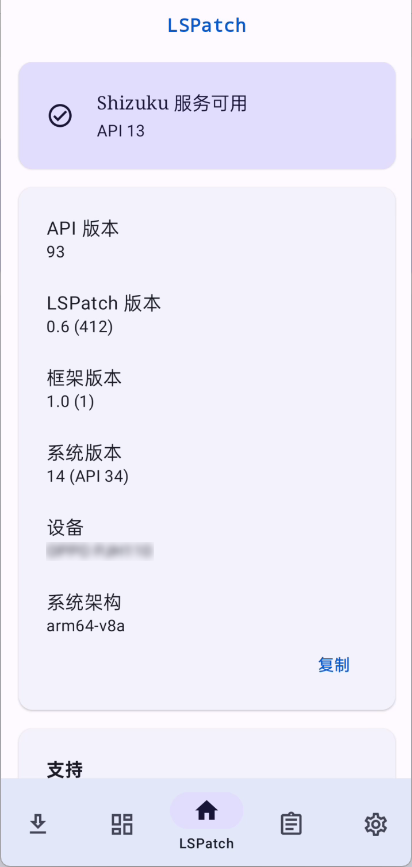 LSPatch
Shizuku 服务可用
API 13
API 版本
93
LSPatch 版本
0.6 (412)
框架版本
1.0 (1)
系统版本
14 (API 34)
设备
系统架构
arm64-v8a
复制
支持
LSPatch